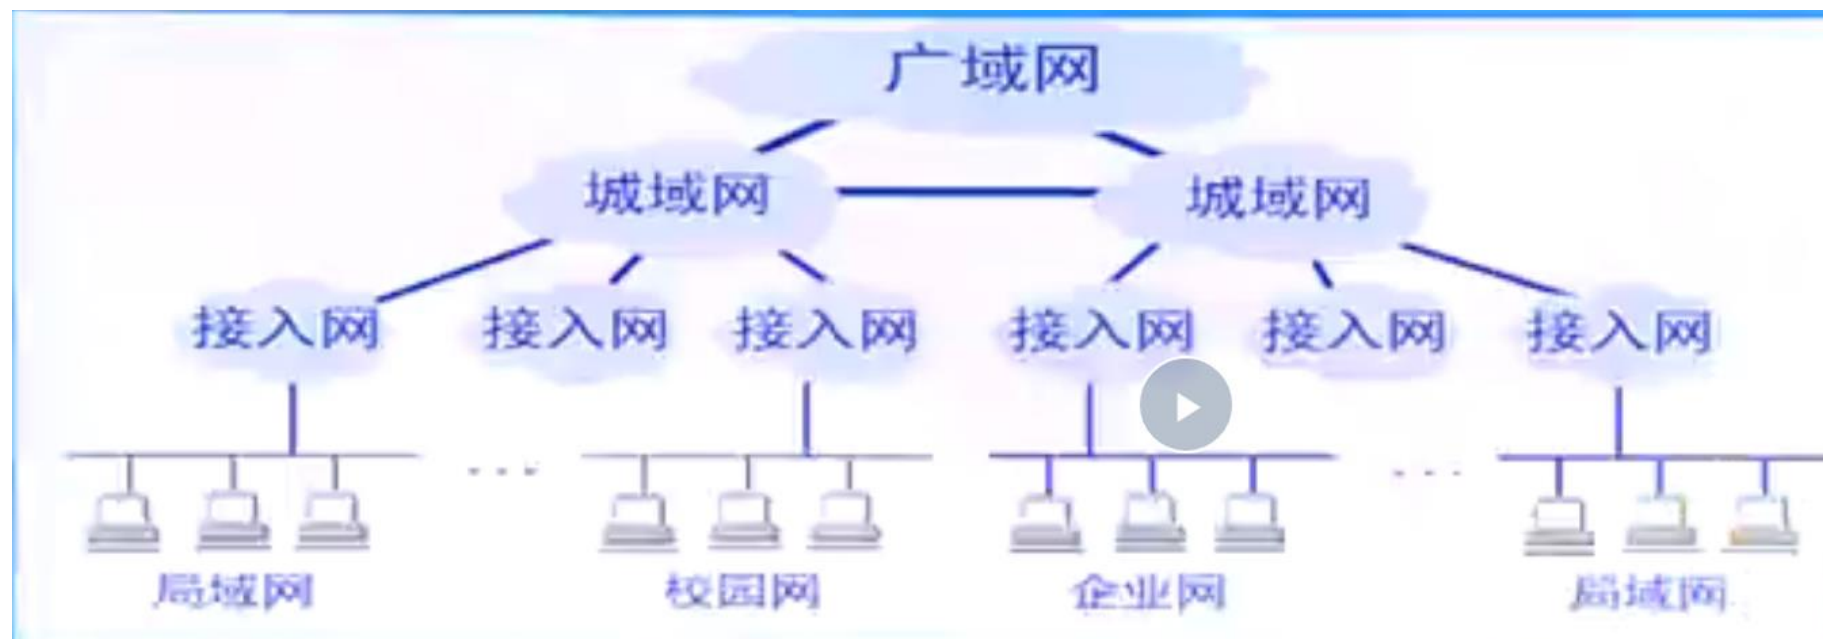 广域网
城域网 城域网
接入网 接入网 接入网 接入网 接入网 接入网
... ...
局域网 校园网 企业网 局域网